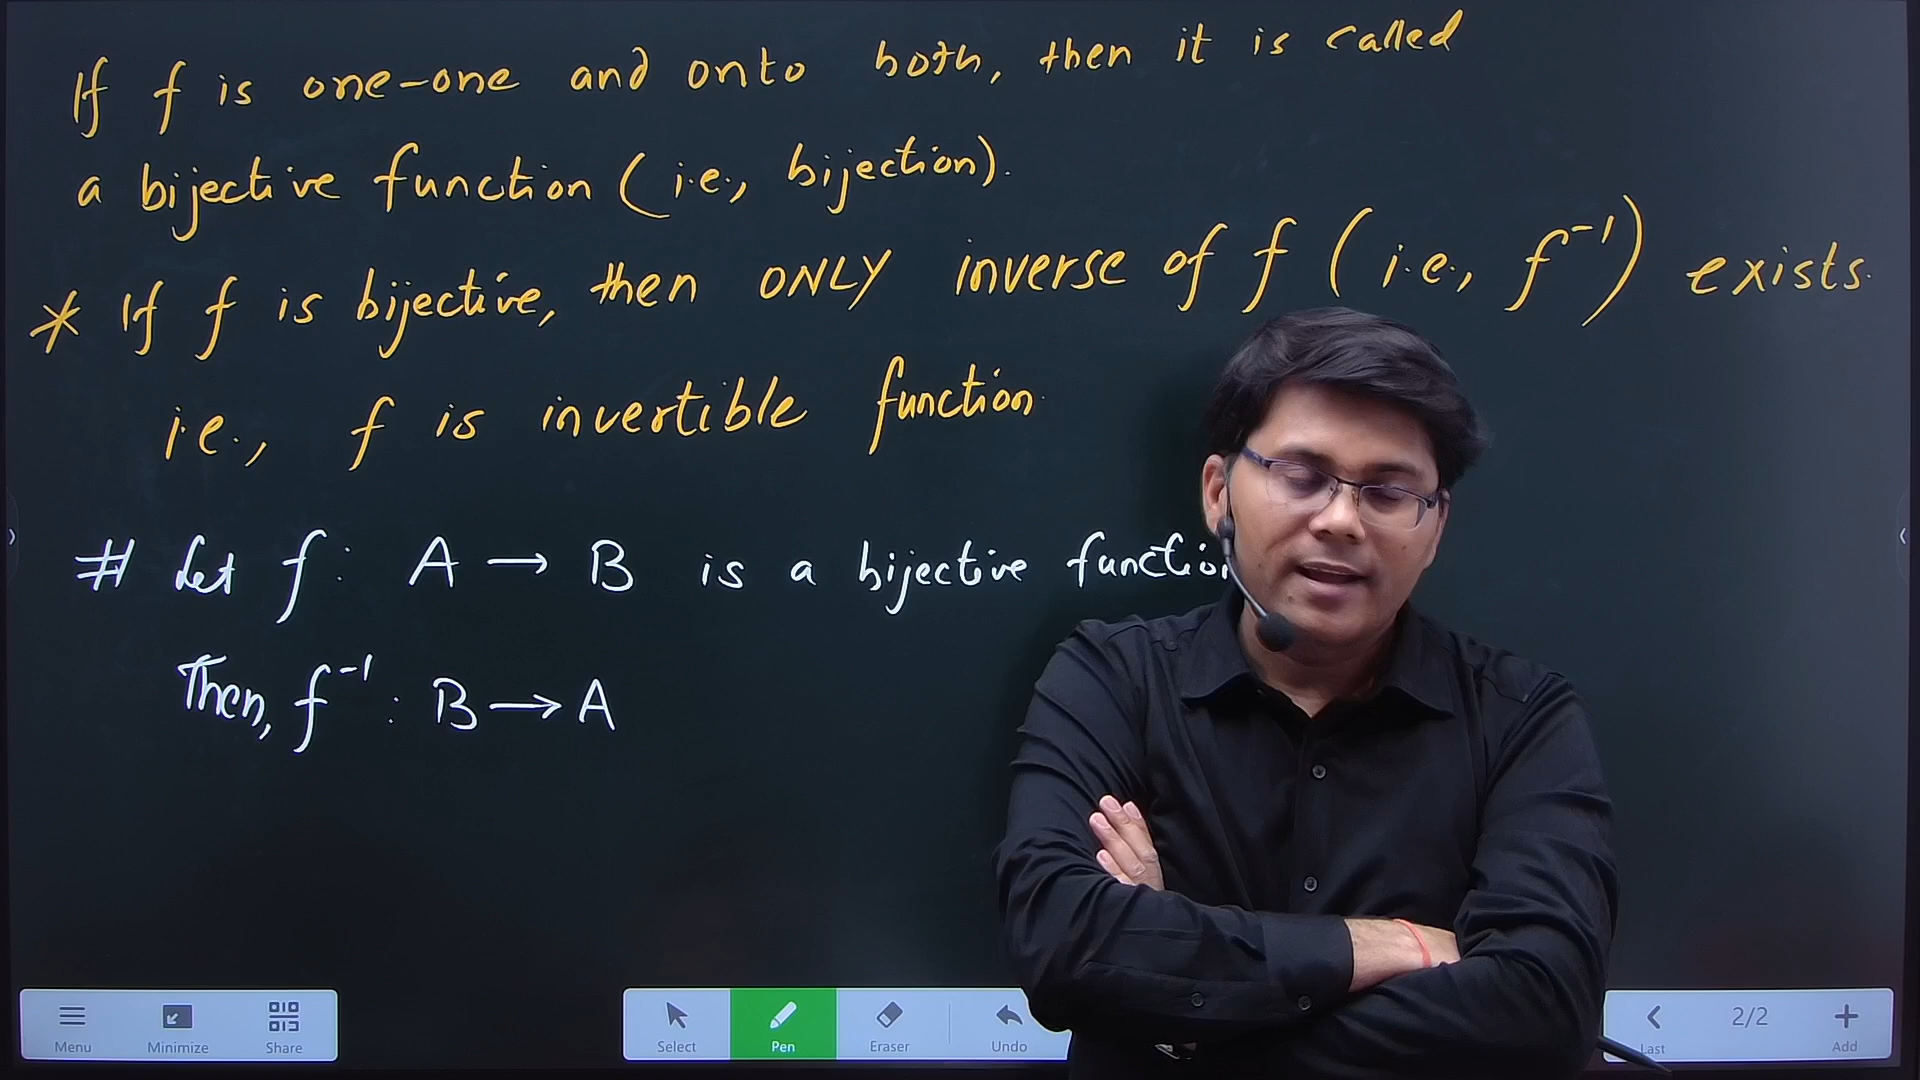 If f is one-one and onto both, then it is called
a bijective function (i.e., bijection).
* If f is bijective, then ONLY inverse of f (i.e., f⁻¹) exists.
i.e., f is invertible function.
# Let f : A → B is a bijective function
Then, f⁻¹ : B → A
Menu
Minimize
Share
Select
Pen
Eraser
Undo
Last
2/2
Add